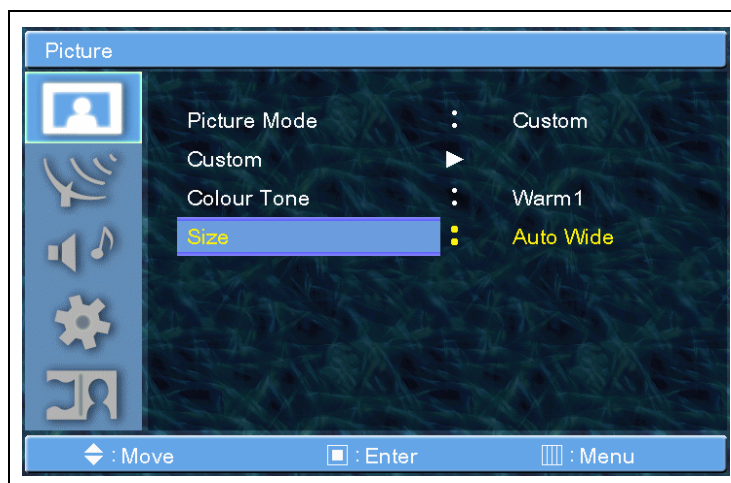 Picture
Picture Mode : Custom
Custom
Colour Tone : Warm1
Size : Auto Wide
: Move : Enter : Menu